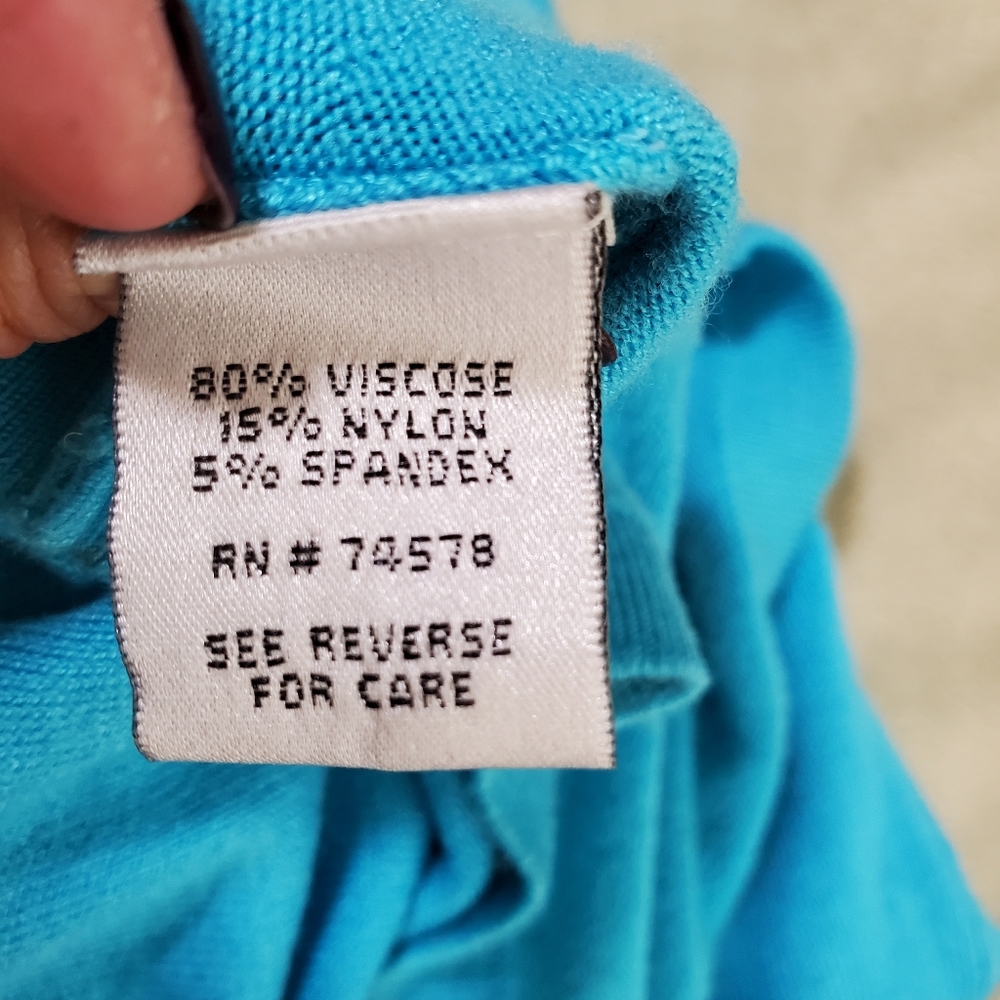 80% VISCOSE
15% NYLON
5% SPANDEX
RN # 74578
SEE REVERSE
FOR CARE